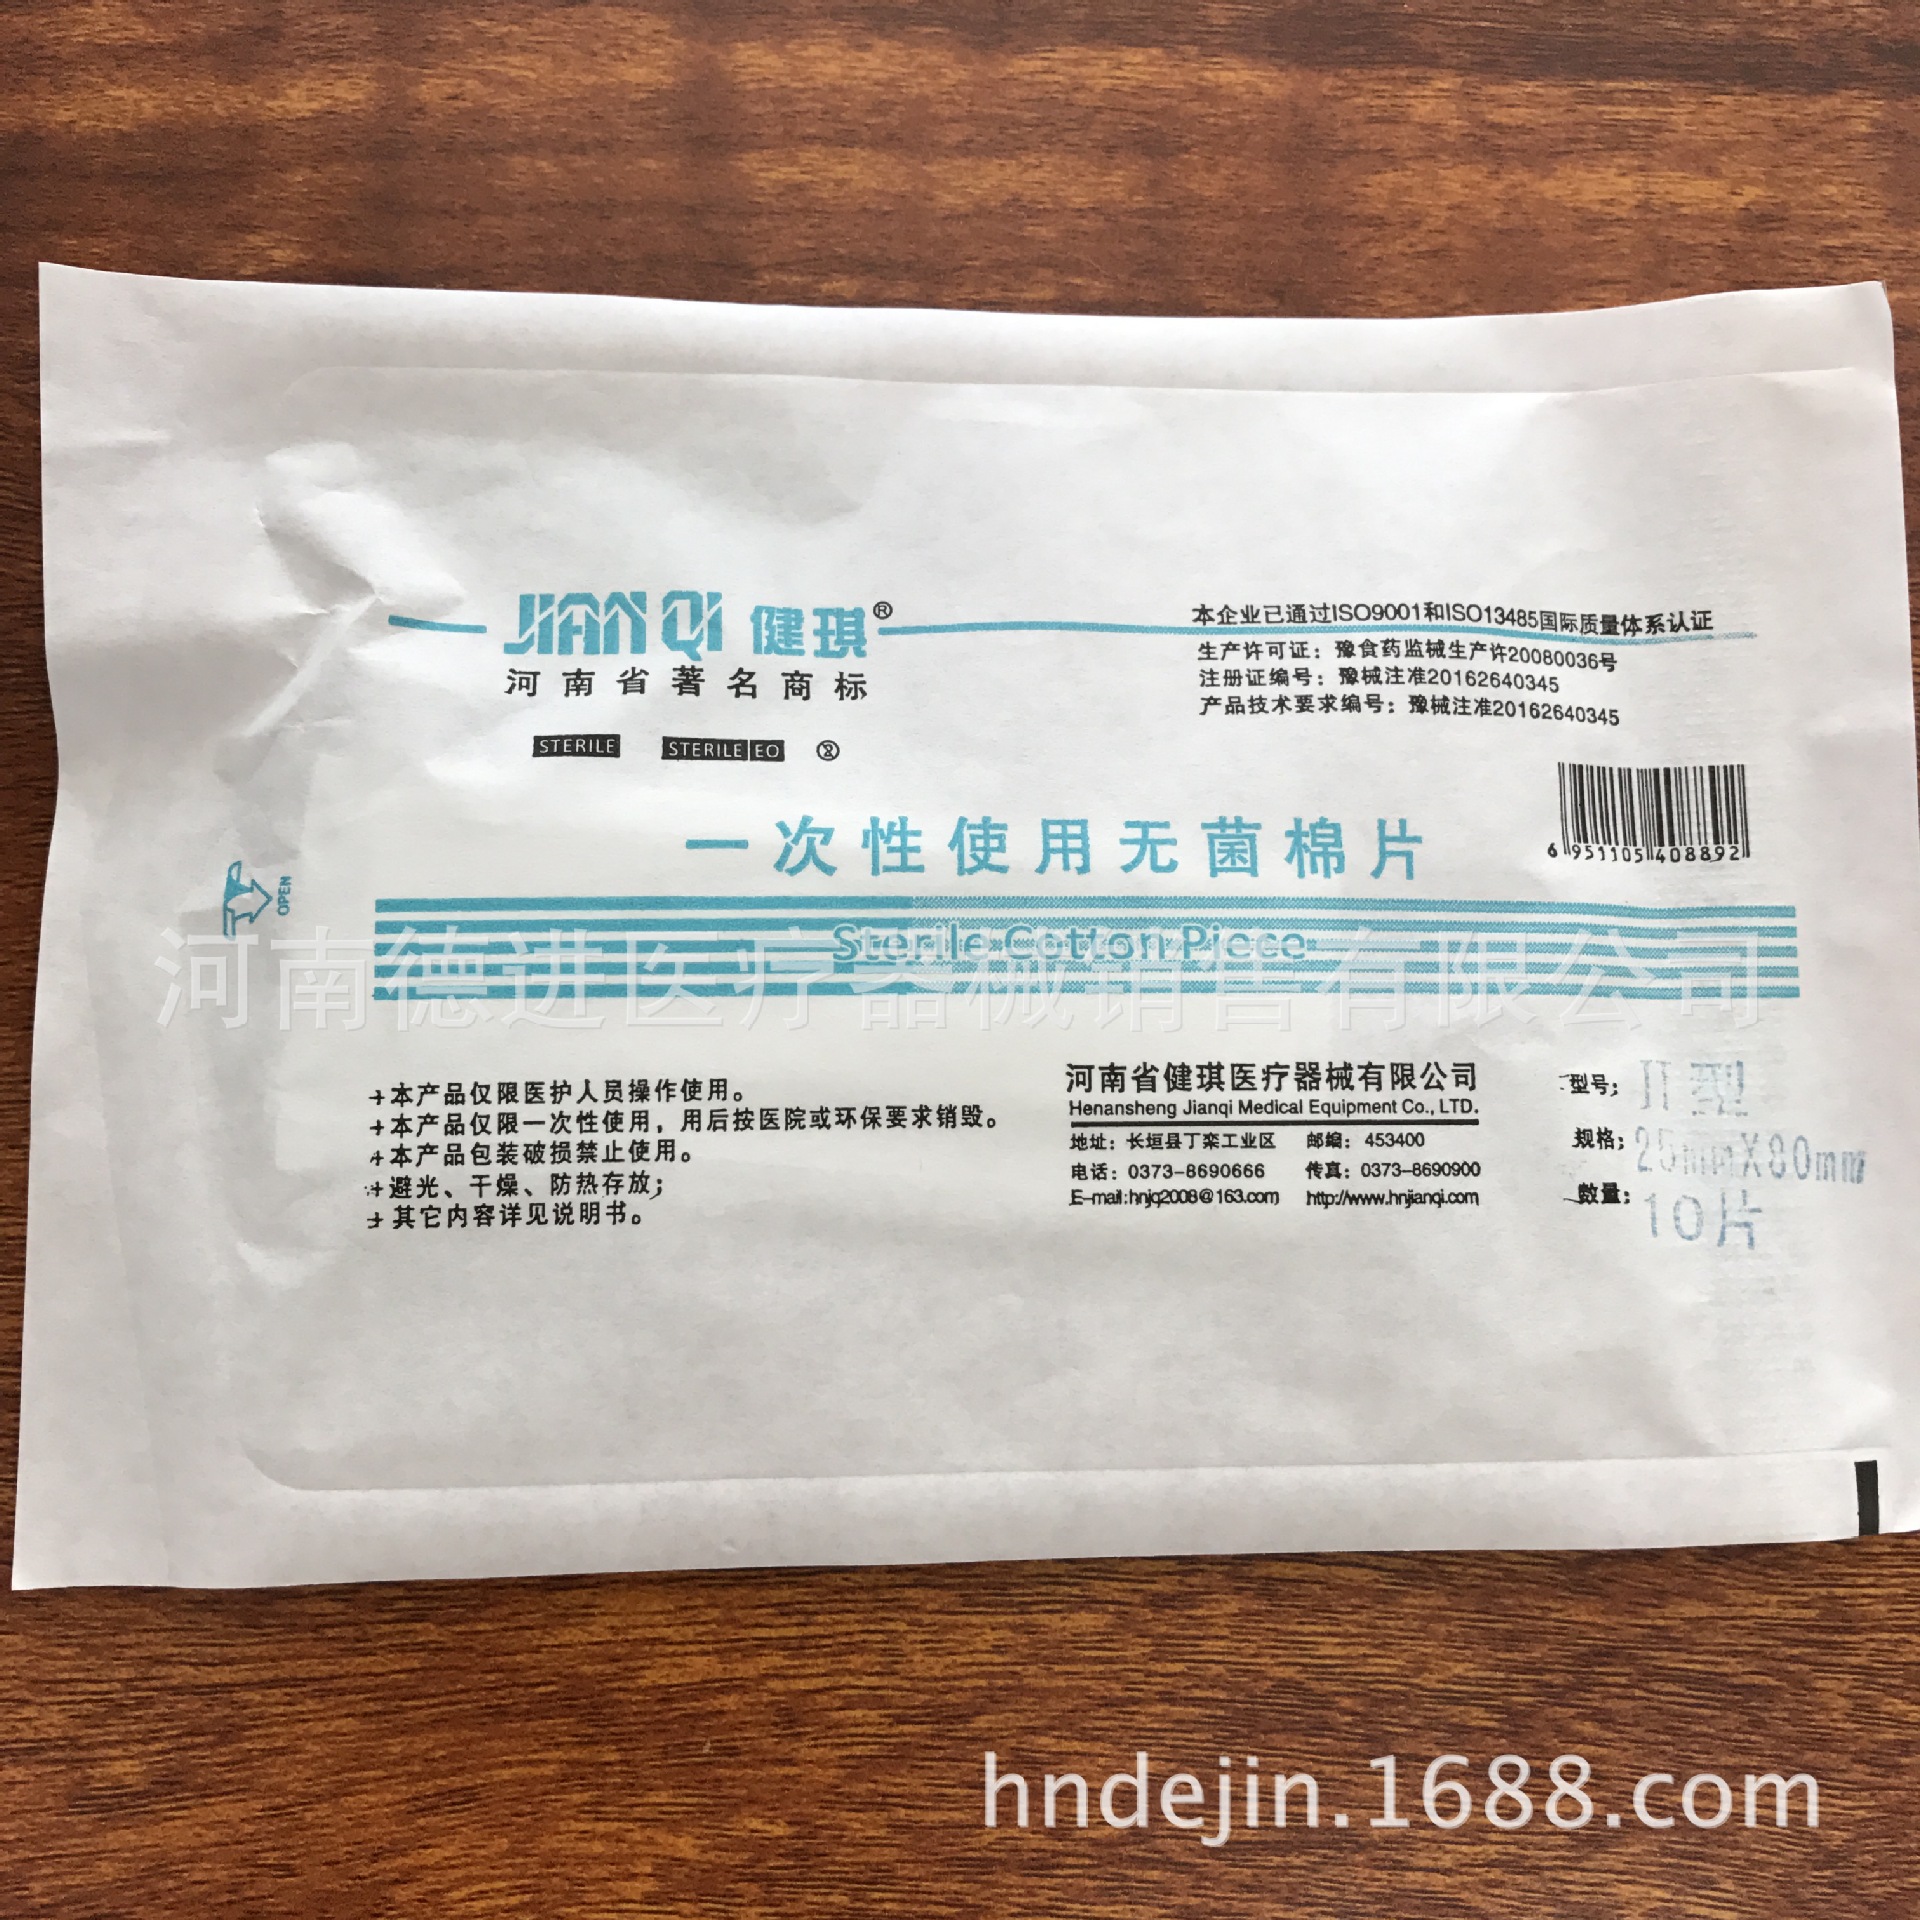 JIANQI 健琪®
河南省著名商标
STERILE STERILE EO
本企业已通过ISO9001和ISO13485国际质量体系认证
生产许可证：豫食药监械生产许20080036号
注册证编号：豫械注准20162640345
产品技术要求编号：豫械注准20162640345
6 951105 408892
一次性使用无菌棉片
OPEN
Sterile Cotton Piece
河南德进医疗器械销售有限公司
+本产品仅限医护人员操作使用。
+本产品仅限一次性使用，用后按医院或环保要求销毁。
+本产品包装破损禁止使用。
+避光、干燥、防热存放；
+其它内容详见说明书。
河南省健琪医疗器械有限公司
Henansheng Jianqi Medical Equipment Co., LTD.
地址：长垣县丁栾工业区 邮编：453400
电话：0373-8690666 传真：0373-8690900
E-mail:hnjq2008@163.com http://www.hnjianqi.com
型号：II型
规格：25mmX80mm
数量：10片
hndejin.1688.com